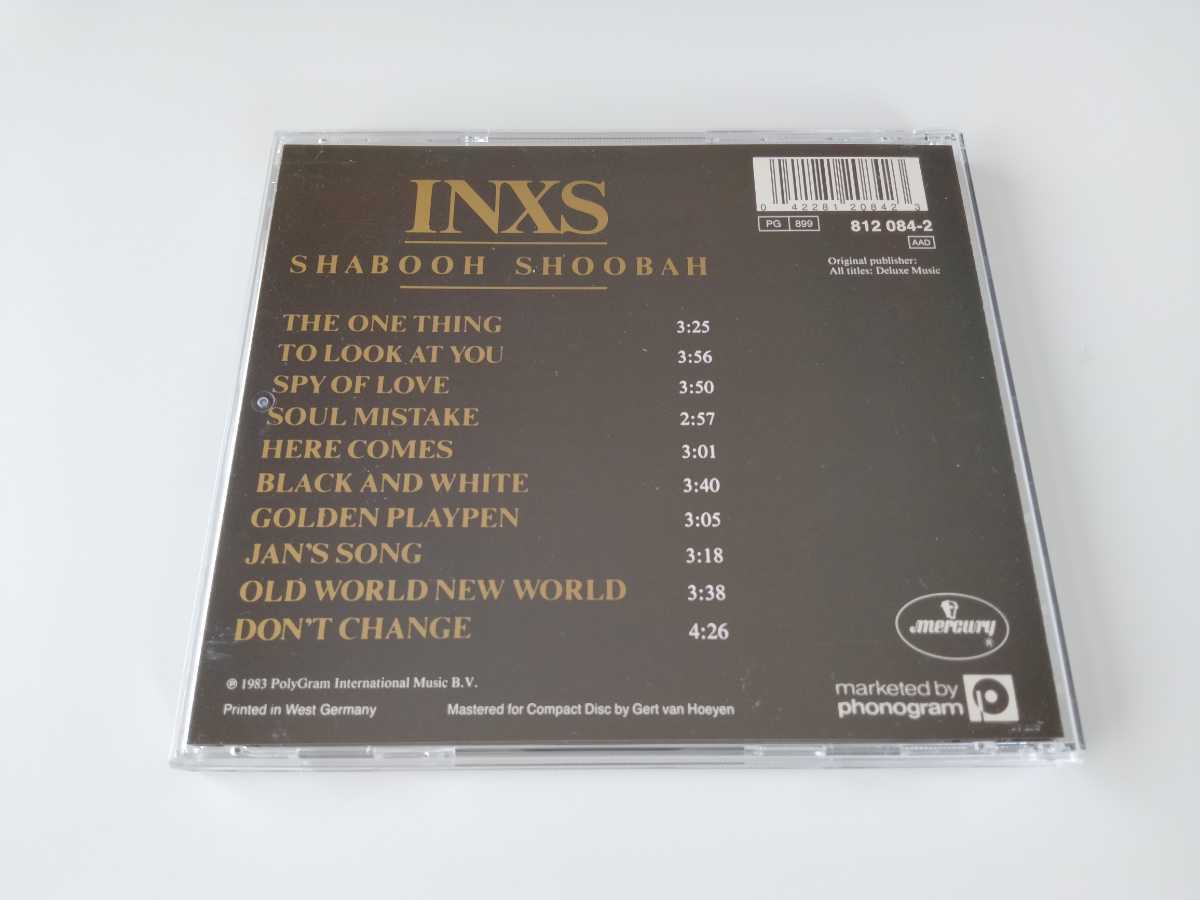 INXS
SHABOOH SHOOBAH
0 42281 20842 3
PG 899
812 084-2
AAD
Original publisher:
All titles: Deluxe Music
THE ONE THING 3:25
TO LOOK AT YOU 3:56
SPY OF LOVE 3:50
SOUL MISTAKE 2:57
HERE COMES 3:01
BLACK AND WHITE 3:40
GOLDEN PLAYPEN 3:05
JAN'S SONG 3:18
OLD WORLD NEW WORLD 3:38
DON'T CHANGE 4:26
mercury
℗ 1983 PolyGram International Music B.V.
Printed in West Germany
Mastered for Compact Disc by Gert van Hoeyen
marketed by
phonogram